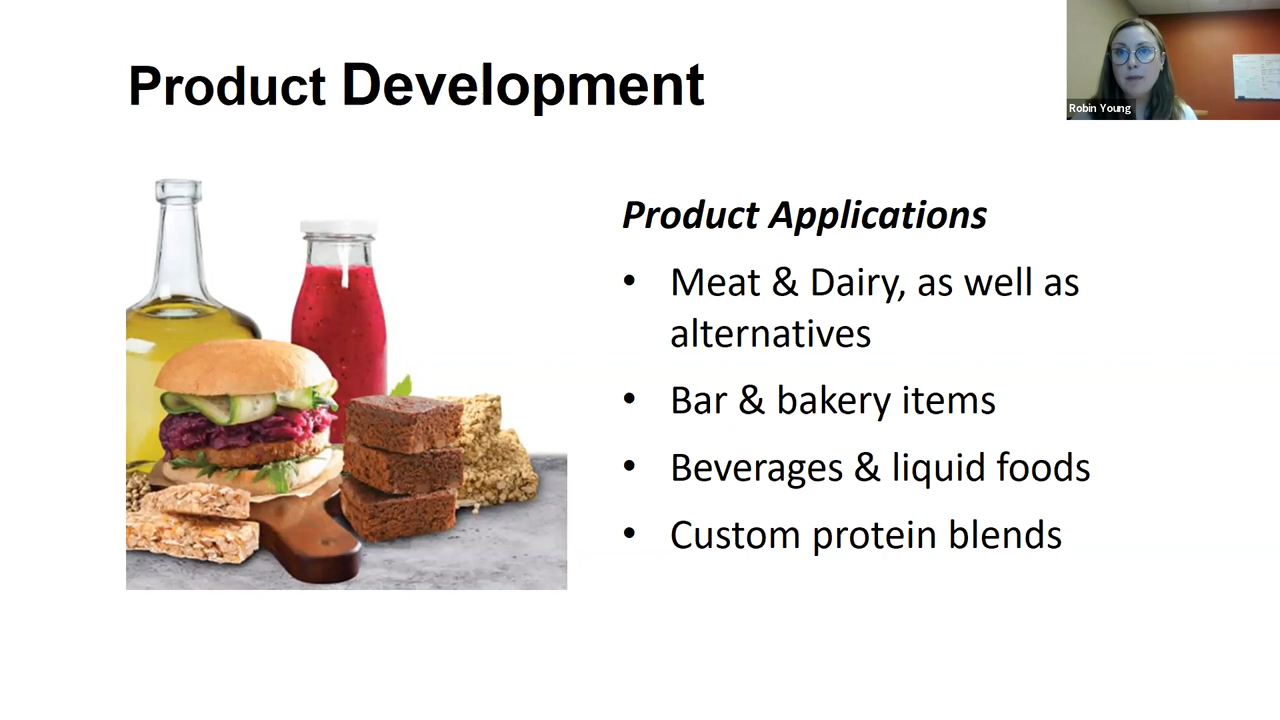 Product Development
Robin Young
Product Applications
• Meat & Dairy, as well as
alternatives
• Bar & bakery items
• Beverages & liquid foods
• Custom protein blends